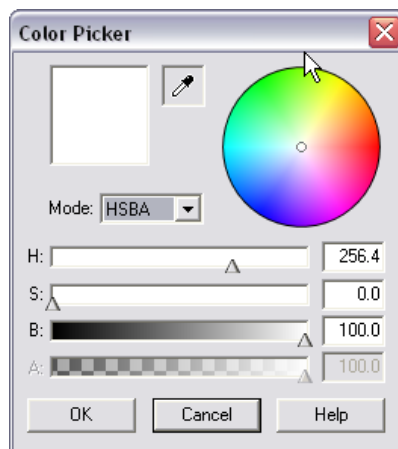 Color Picker
Mode: HSBA
H: 256.4
S: 0.0
B: 100.0
A: 100.0
OK Cancel Help